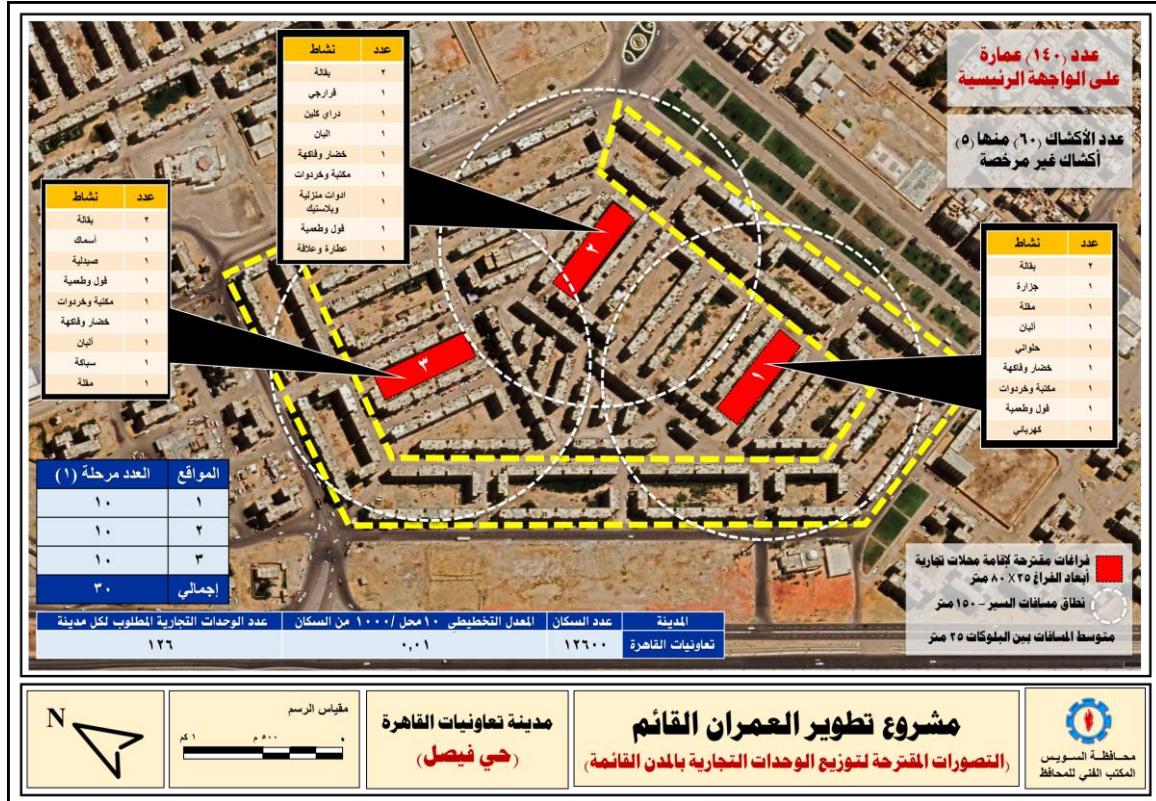 عدد (١٤٠) عمارة
على الواجهة الرئيسية
عدد الأكشاك (٦٠) منها (٥)
أكشاك غير مرخصة
عدد نشاط
٢ بقالة
١ فرارجي
١ دراي كلين
١ البان
١ خضار وفاكهة
١ مكتبة وخردوات
١ ادوات منزلية
وبلاستيك
١ فول وطعمية
١ عطارة وعلافة
عدد نشاط
٢ بقالة
١ أسماك
١ صيدلية
١ فول وطعمية
١ مكتبة وخردوات
١ خضار وفاكهة
١ ألبان
١ سباكة
١ مقلة
عدد نشاط
٢ بقالة
١ جزارة
١ مقلة
١ ألبان
١ حلواني
١ خضار وفاكهة
١ مكتبة وخردوات
١ فول وطعمية
١ كهربائي
٢
١
٣
المواقع العدد مرحلة (١)
١ ١٠
٢ ١٠
٣ ١٠
إجمالي ٣٠
فراغات مقترحة لإقامة محلات تجارية
أبعاد الفراغ ٢٥ × ٨٠ متر
نطاق مسافات السير - ١٥٠ متر
متوسط المسافات بين البلوكات ٢٥ متر
المدينة عدد السكان المعدل التخطيطي ١٠ محل /١٠٠٠ من السكان عدد الوحدات التجارية المطلوب لكل مدينة
تعاونيات القاهرة ١٢٦٠٠ ٠,٠١ ١٢٦
محافظة السويس
المكتب الفني للمحافظ
مشروع تطوير العمران القائم
(التصورات المقترحة لتوزيع الوحدات التجارية بالمدن القائمة)
مدينة تعاونيات القاهرة
(حي فيصل)
مقياس الرسم
٠ ٥٠٠ م ١ كم
N